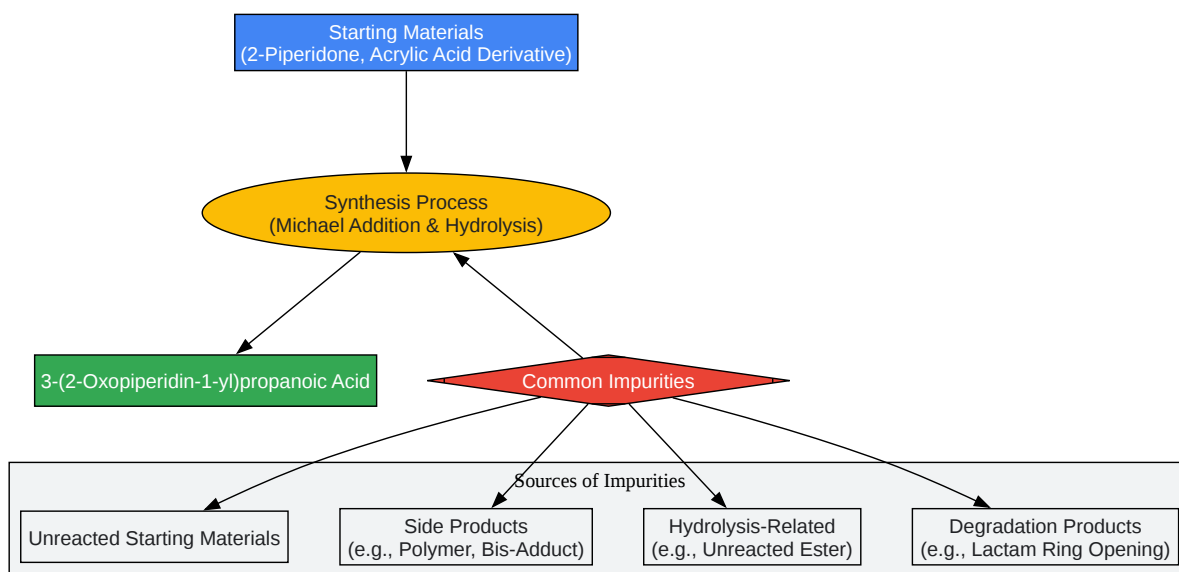 Starting Materials
(2-Piperidone, Acrylic Acid Derivative)
Synthesis Process
(Michael Addition & Hydrolysis)
3-(2-Oxopiperidin-1-yl)propanoic Acid
Common Impurities
Sources of Impurities
Unreacted Starting Materials
Side Products
(e.g., Polymer, Bis-Adduct)
Hydrolysis-Related
(e.g., Unreacted Ester)
Degradation Products
(e.g., Lactam Ring Opening)